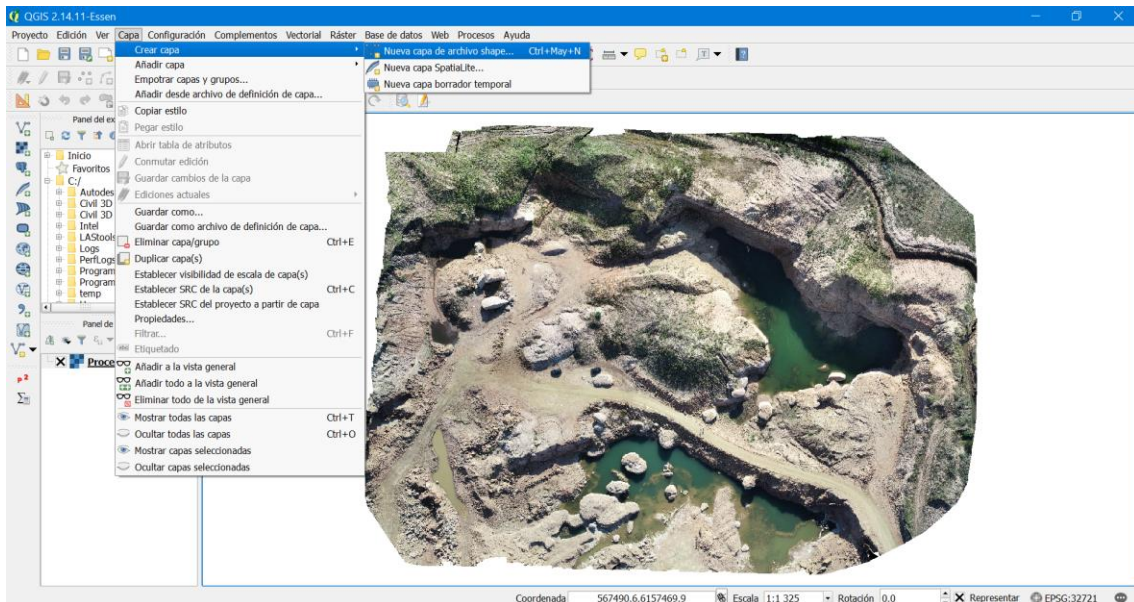 QGIS 2.14.11-Essen
Proyecto Edición Ver Capa Configuración Complementos Vectorial Ráster Base de datos Web Procesos Ayuda
Crear capa
Nueva capa de archivo shape... Ctrl+May+N
Añadir capa
Nueva capa SpatiaLite...
Empotrar capas y grupos...
Nueva capa borrador temporal
Añadir desde archivo de definición de capa...
Copiar estilo
Panel del ex
Pegar estilo
Abrir tabla de atributos
Inicio
Conmutar edición
Favoritos
Guardar cambios de la capa
C:/
Autodes
Ediciones actuales
Civil 3D
Guardar como...
Civil 3D
Guardar como archivo de definición de capa...
Intel
Eliminar capa/grupo Ctrl+E
LAStools
Logs
Duplicar capa(s)
PerfLogs
Establecer visibilidad de escala de capa(s)
Program
Establecer SRC de la capa(s) Ctrl+C
Program
temp
Establecer SRC del proyecto a partir de capa
Propiedades...
Panel de
Filtrar... Ctrl+F
Etiquetado
Proce
Añadir a la vista general
Añadir todo a la vista general
Eliminar todo de la vista general
Mostrar todas las capas Ctrl+T
Ocultar todas las capas Ctrl+O
Mostrar capas seleccionadas
Ocultar capas seleccionadas
Coordenada 567490.6,6157469.9 Escala 1:1 325 Rotación 0.0 Representar EPSG:32721